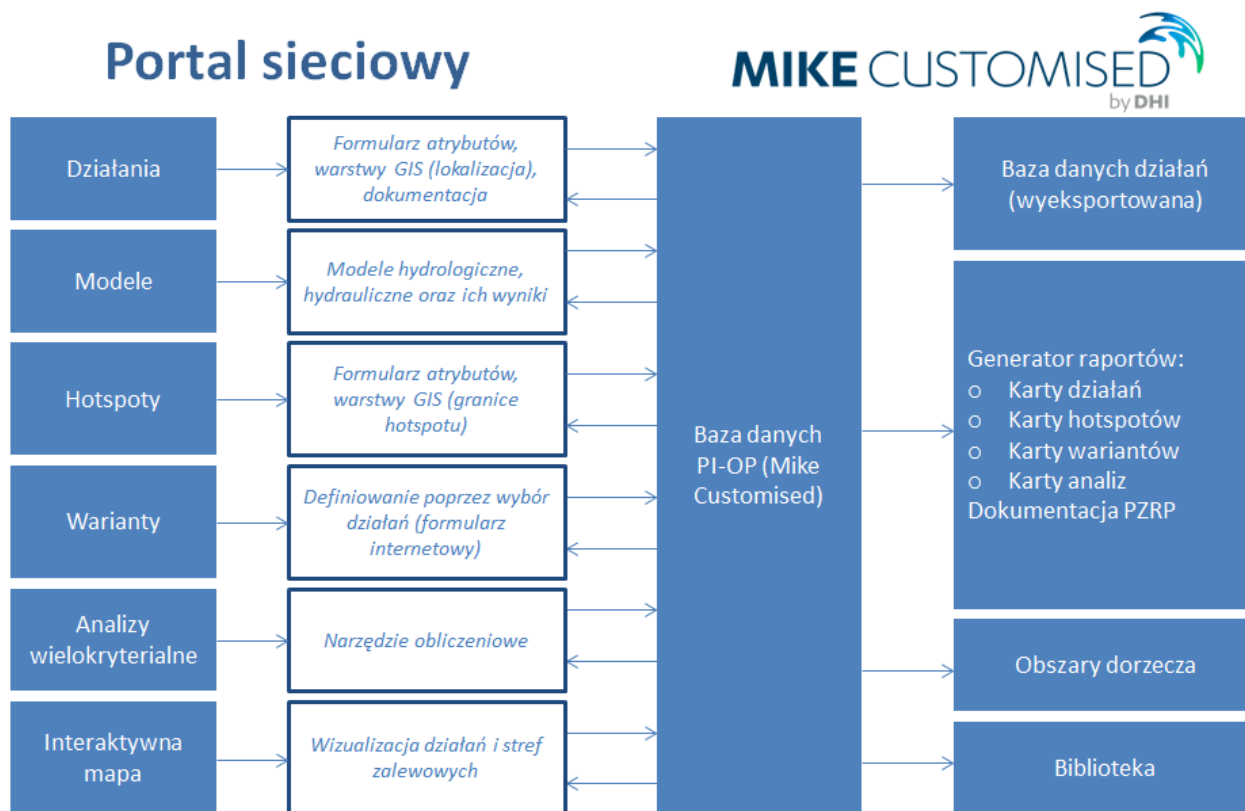 Portal sieciowy
MIKE CUSTOMISED
by DHI
Działania
Formularz atrybutów,
warstwy GIS (lokalizacja),
dokumentacja
Modele
Modele hydrologiczne,
hydrauliczne oraz ich wyniki
Hotspoty
Formularz atrybutów,
warstwy GIS (granice
hotspotu)
Warianty
Definiowanie poprzez wybór
działań (formularz
internetowy)
Analizy
wielokryterialne
Narzędzie obliczeniowe
Interaktywna
mapa
Wizualizacja działań i stref
zalewowych
Baza danych
PI-OP (Mike
Customised)
Baza danych działań
(wyeksportowana)
Generator raportów:
o Karty działań
o Karty hotspotów
o Karty wariantów
o Karty analiz
Dokumentacja PZRP
Obszary dorzecza
Biblioteka